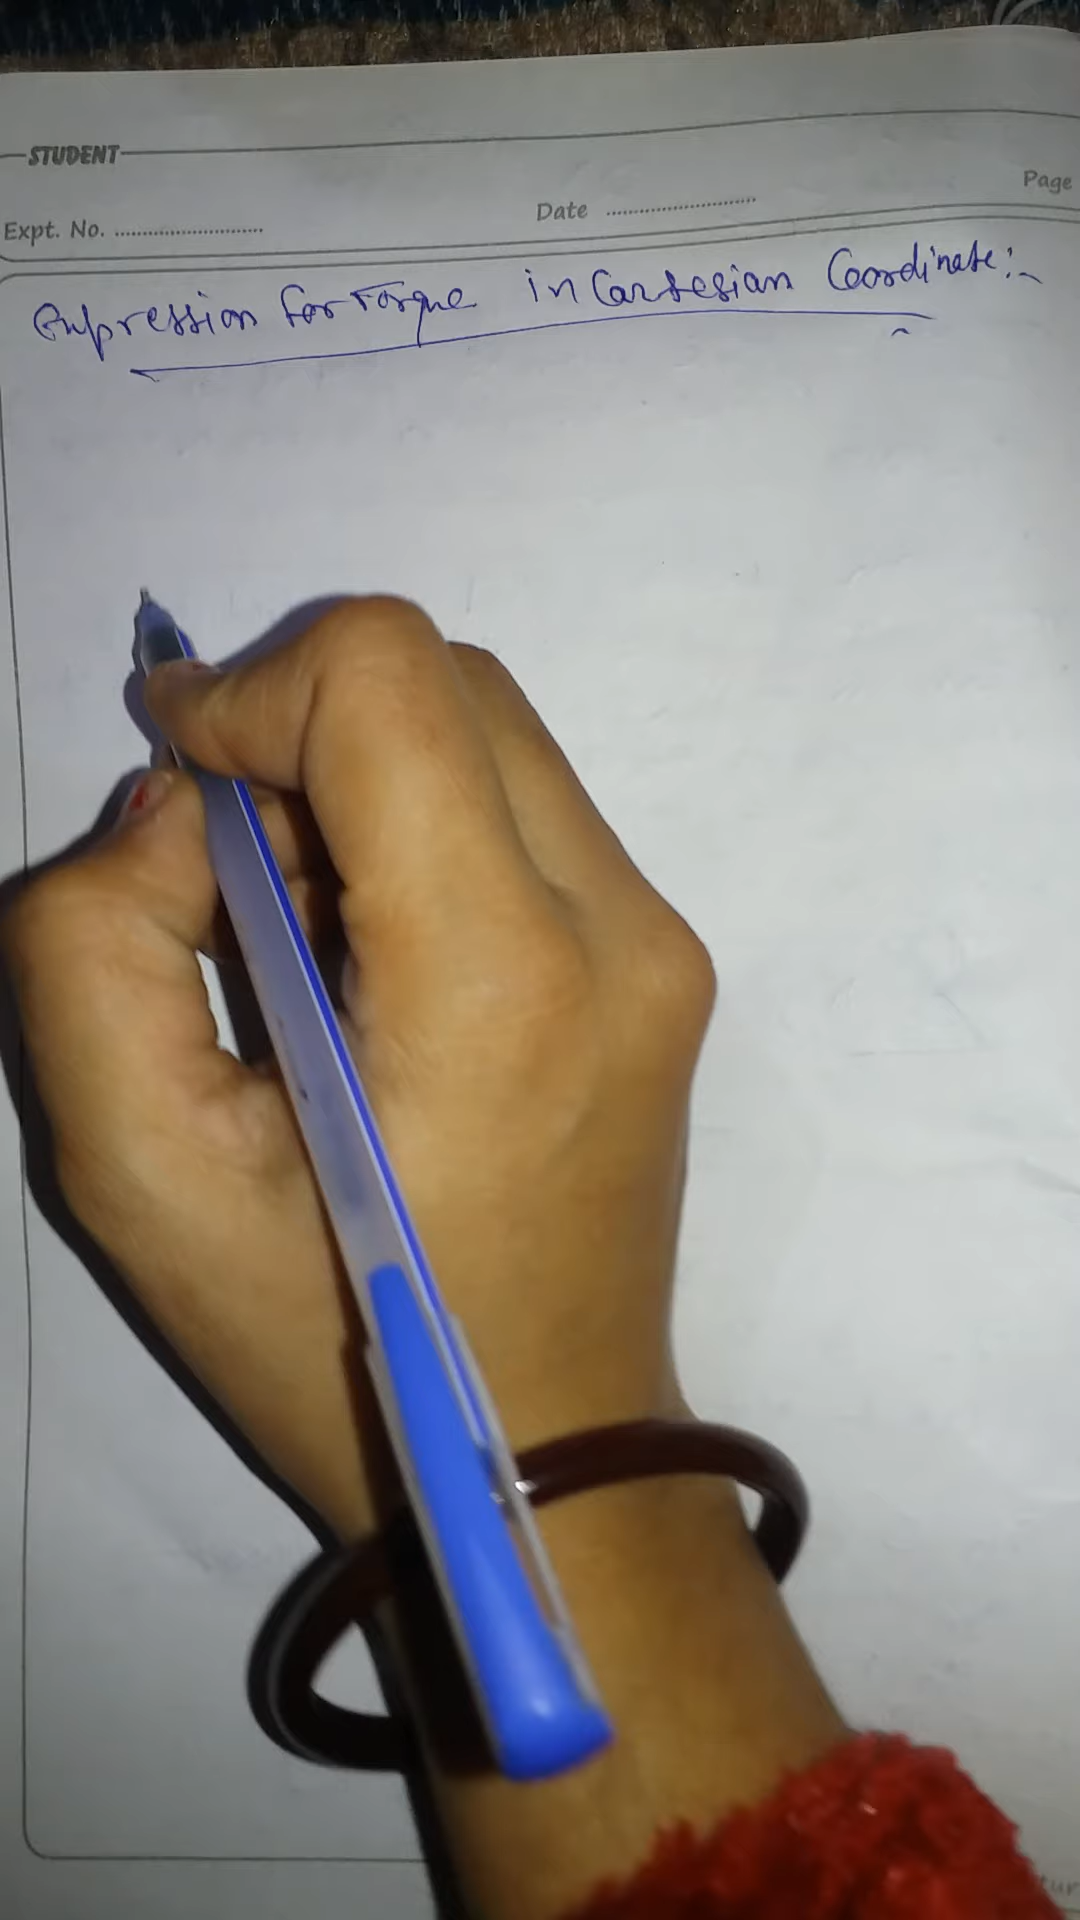 STUDENT
Page
Expt. No. ........................
Date ........................
Expression for Torque in Cartesian Coordinate:-